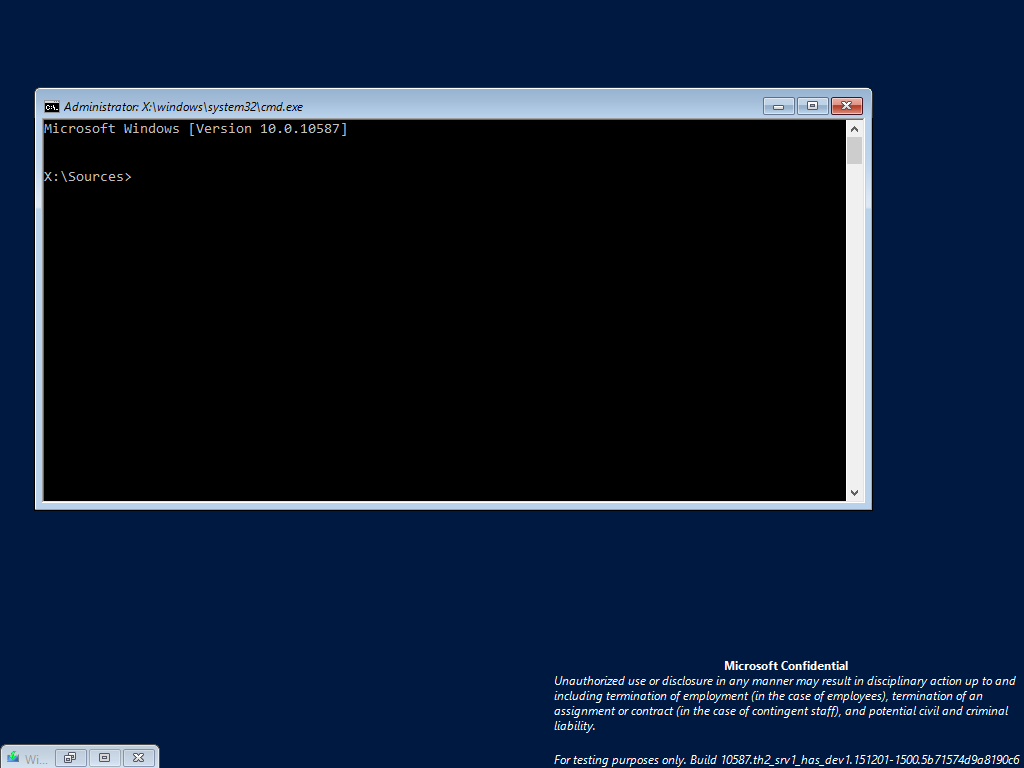 Administrator: X:\windows\system32\cmd.exe
Microsoft Windows [Version 10.0.10587]
X:\Sources>
Microsoft Confidential
Unauthorized use or disclosure in any manner may result in disciplinary action up to and
including termination of employment (in the case of employees), termination of an
assignment or contract (in the case of contingent staff), and potential civil and criminal
liability.
Wi...
For testing purposes only. Build 10587.th2_srv1_has_dev1.151201-1500.5b71574d9a8190c6